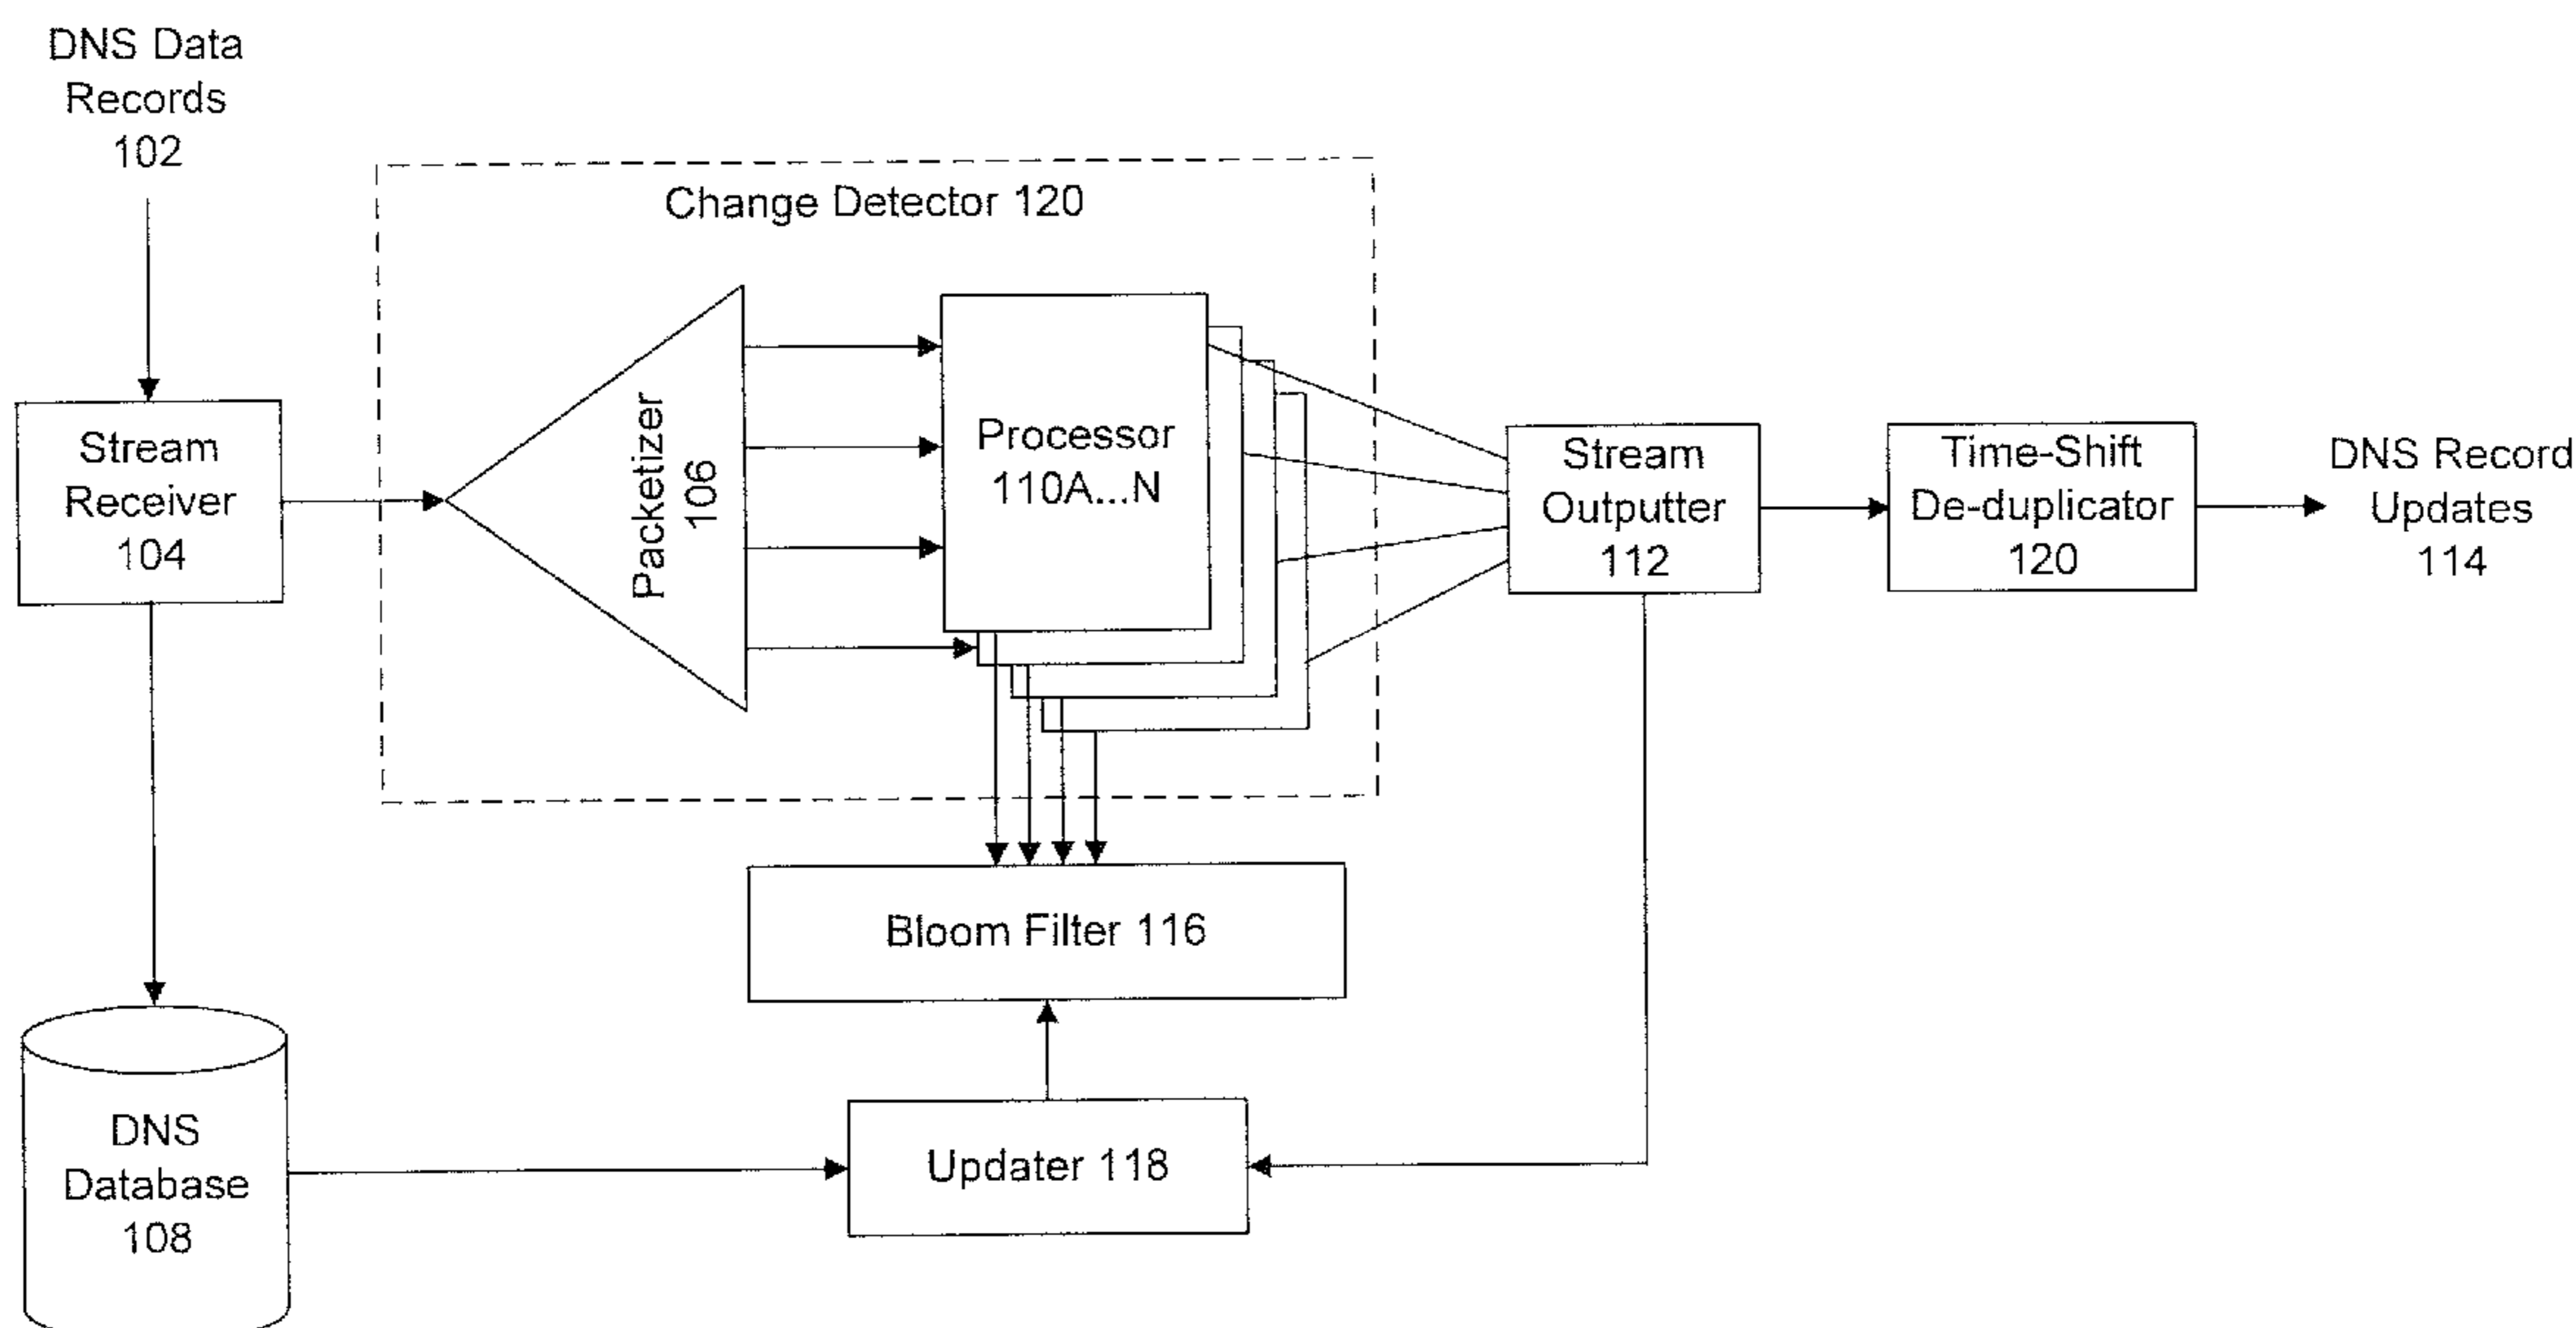 DNS Data
Records
102
Change Detector 120
Stream
Receiver
104
Packetizer
106
Processor
110A...N
Stream
Outputter
112
Time-Shift
De-duplicator
120
DNS Record
Updates
114
Bloom Filter 116
DNS
Database
108
Updater 118